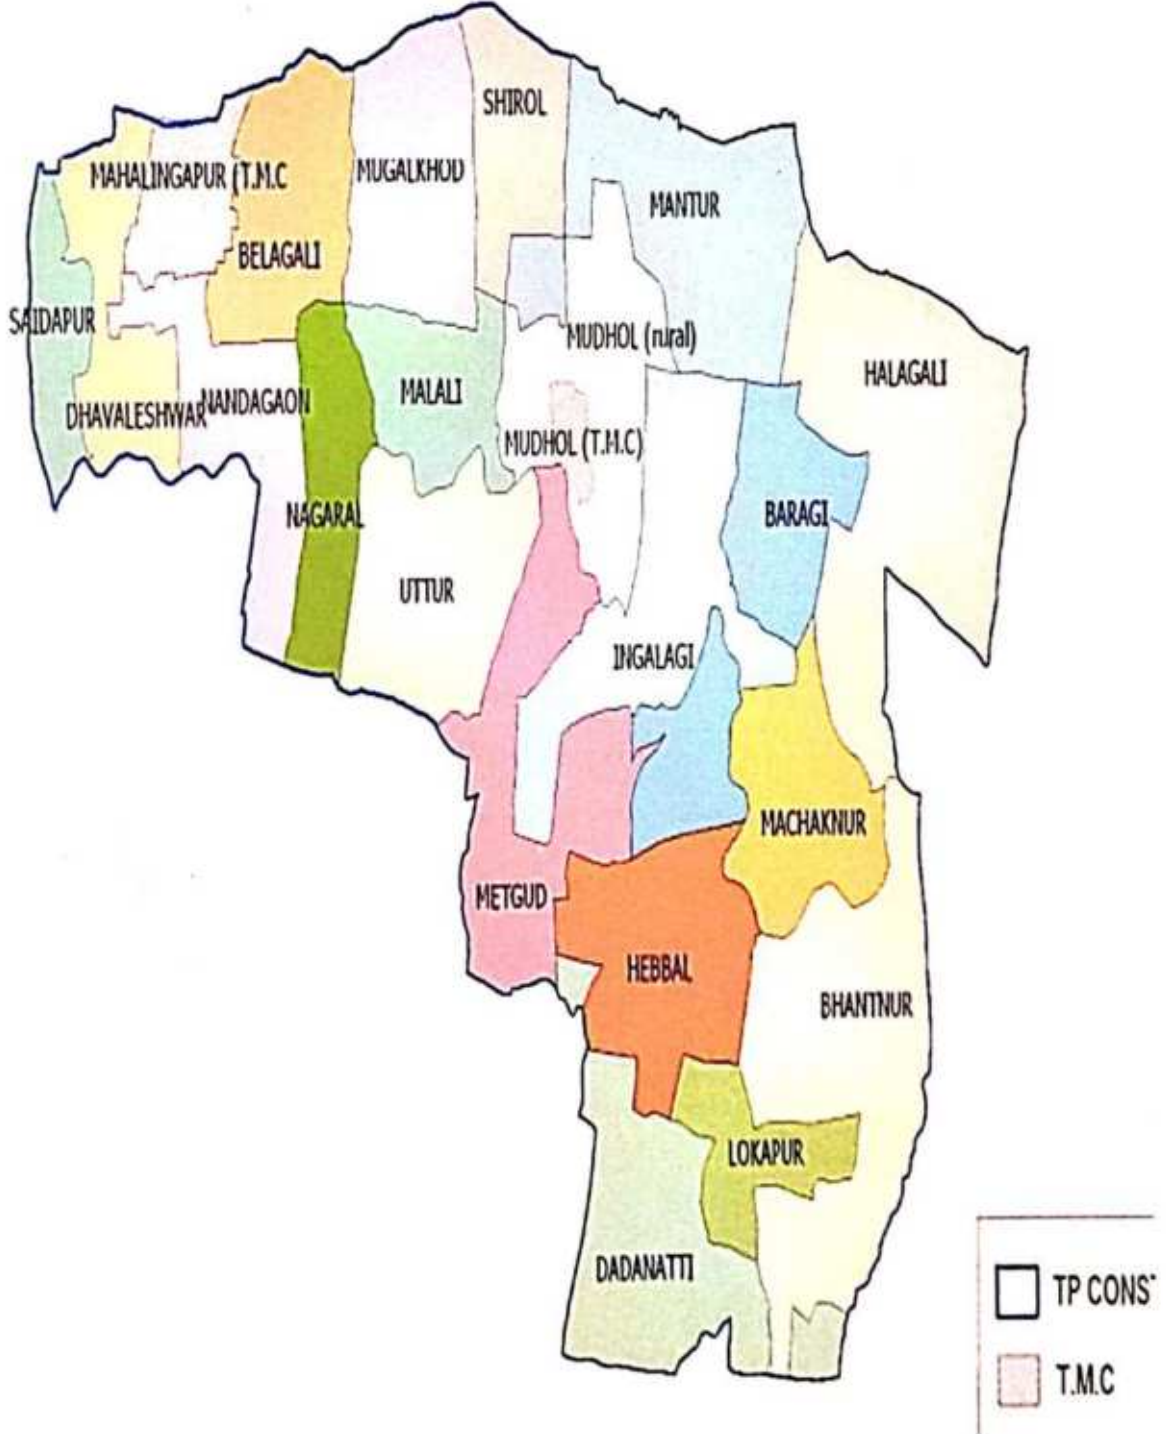 SHIROL
MAHALINGAPUR (T.M.C
MUGALKHOD
MANTUR
BELAGALI
SAIDAPUR
MUDHOL (rural)
HALAGALI
MALALI
DHAVALESHWAR
NANDAGAON
MUDHOL (T.M.C)
NAGARAL
BARAGI
UTTUR
INGALAGI
MACHAKNUR
METGUD
HEBBAL
BHANTNUR
LOKAPUR
DADANATTI
TP CONST
T.M.C